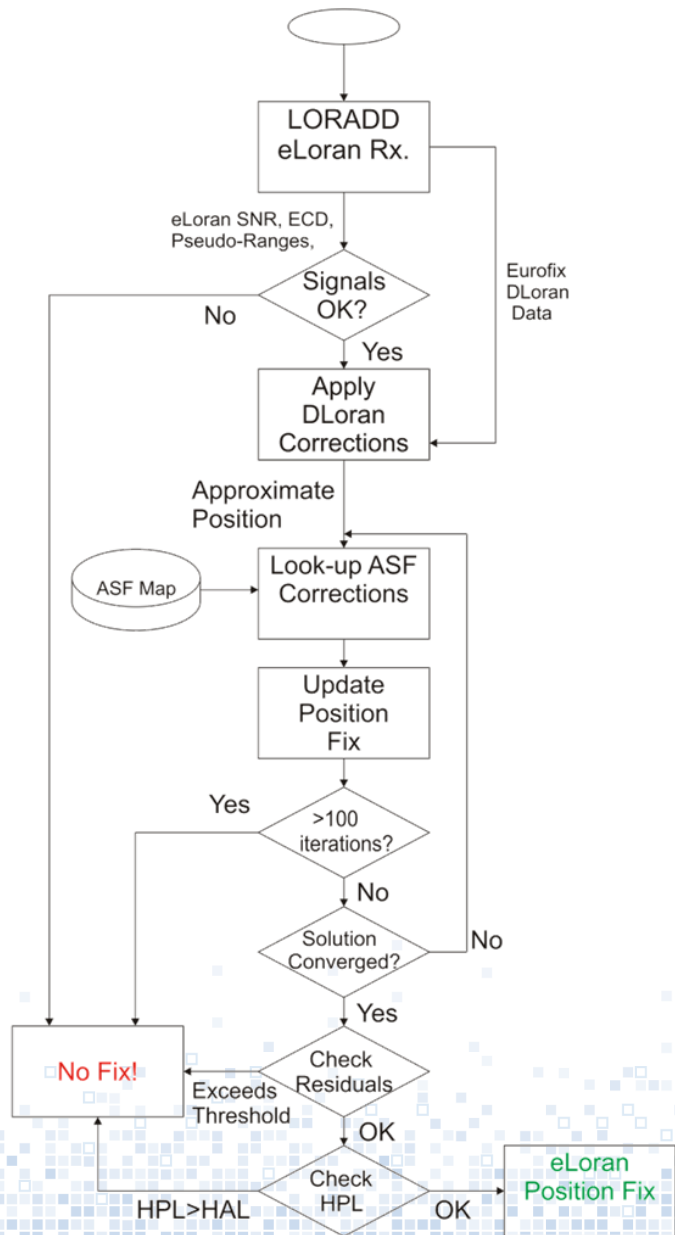 LORADD
eLoran Rx.
eLoran SNR, ECD,
Pseudo-Ranges,
Eurofix
DLoran
Data
Signals
OK?
No
Yes
Apply
DLoran
Corrections
Approximate
Position
ASF Map
Look-up ASF
Corrections
Update
Position
Fix
Yes
>100
iterations?
No
Solution
Converged?
No
Yes
No Fix!
Exceeds
Threshold
Check
Residuals
OK
HPL>HAL
Check
HPL
OK
eLoran
Position Fix